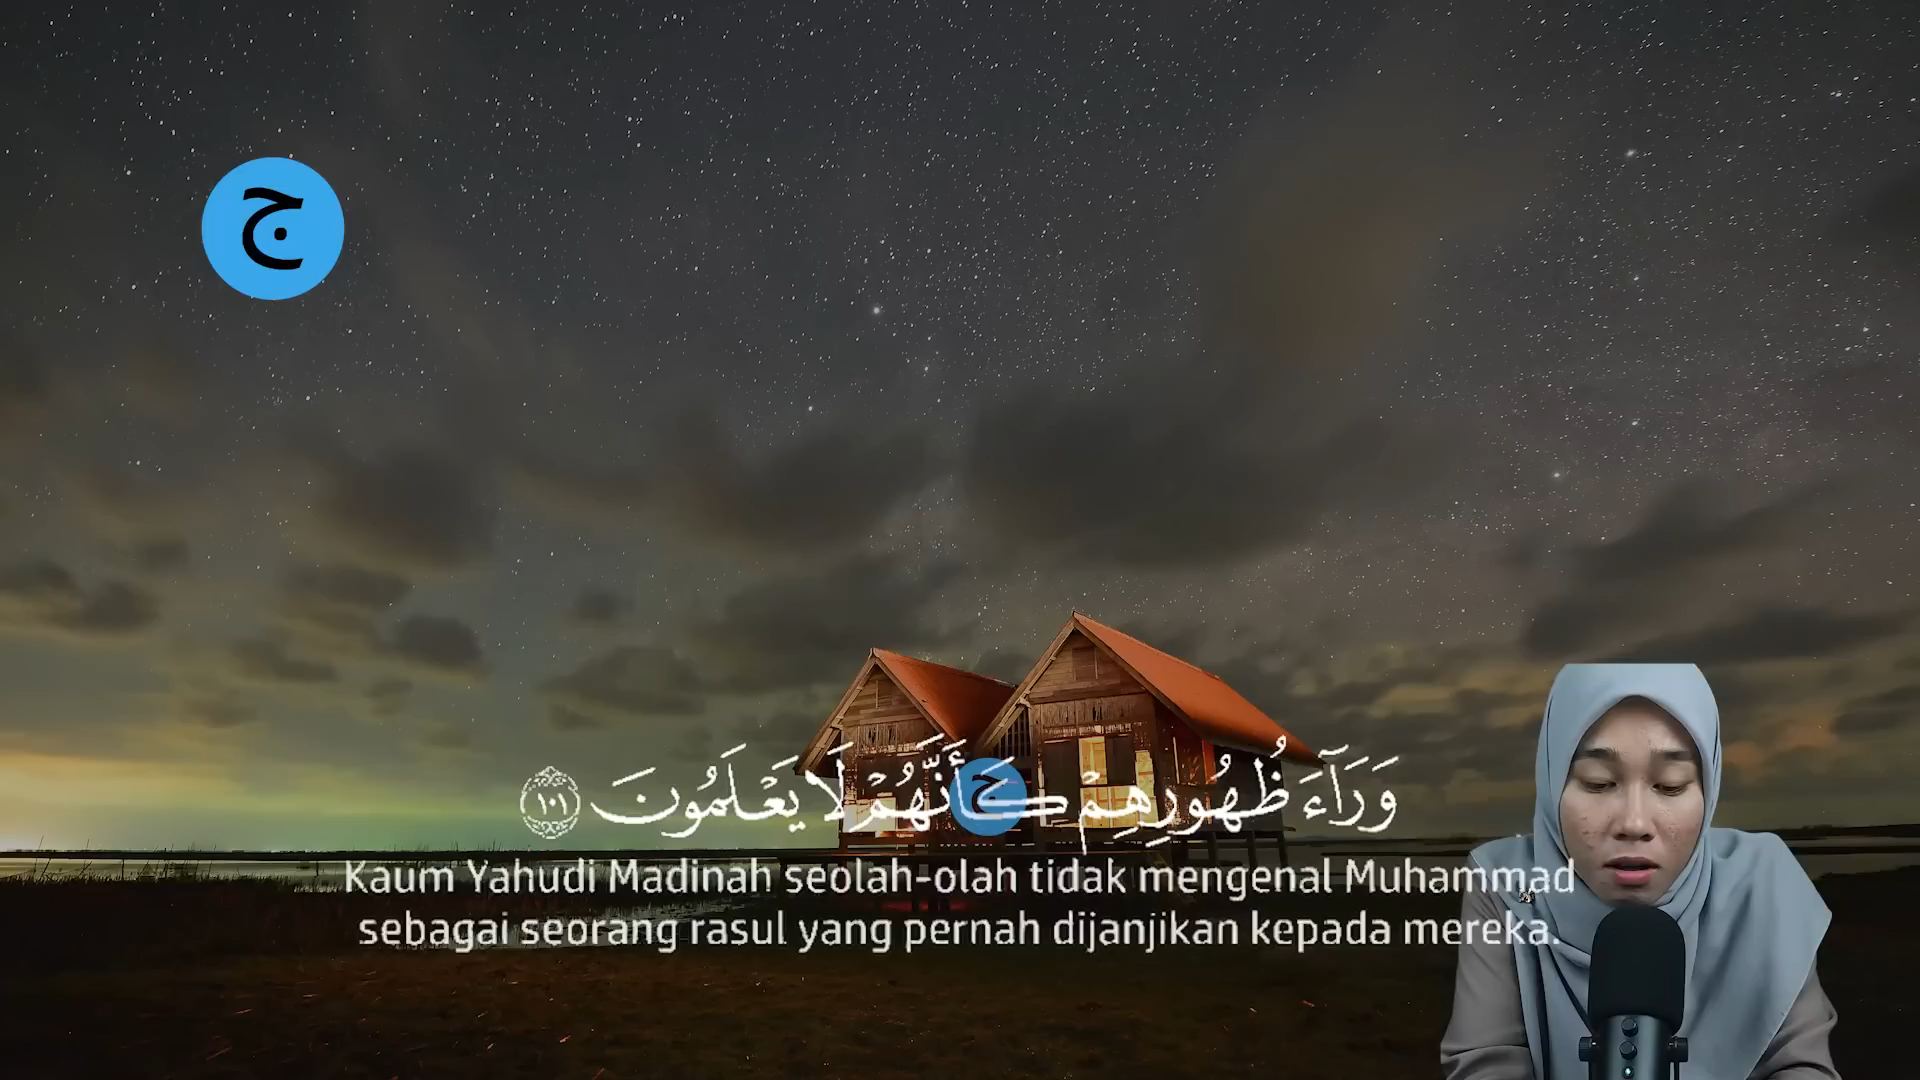 ج
وَرَآءَ ظُهُورِهِمْ كَأَنَّهُمْ لَا يَعْلَمُونَ ١٠١
ج
Kaum Yahudi Madinah seolah-olah tidak mengenal Muhammad
sebagai seorang rasul yang pernah dijanjikan kepada mereka.